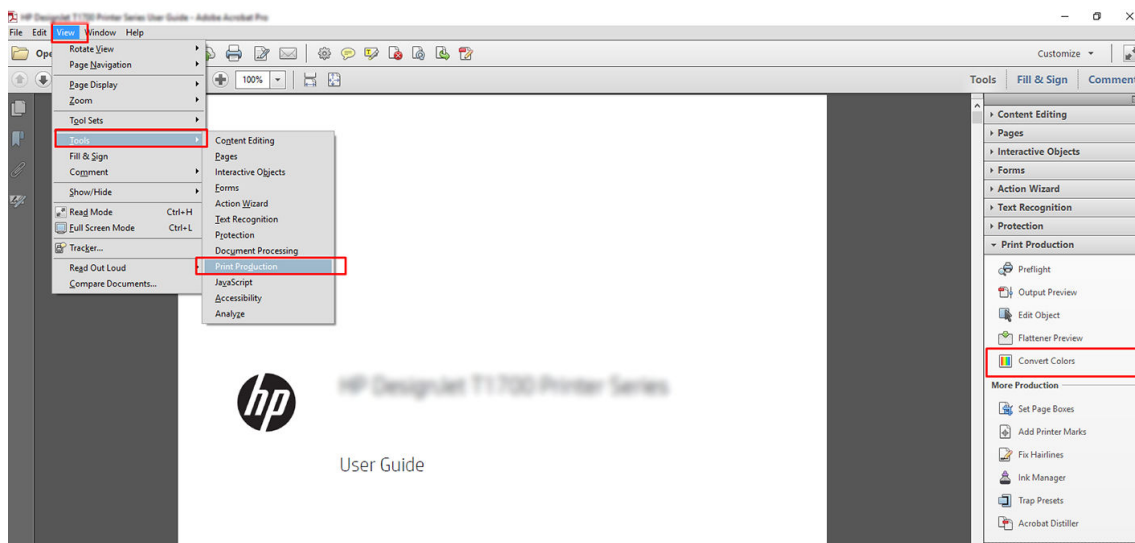 HP DesignJet T1700 Printer Series User Guide - Adobe Acrobat Pro
File Edit View Window Help
Customize
100%
Tools Fill & Sign Comment
Rotate View
Page Navigation
Page Display
Zoom
Tool Sets
Tools
Fill & Sign
Comment
Show/Hide
Read Mode Ctrl+H
Full Screen Mode Ctrl+L
Tracker...
Read Out Loud
Compare Documents...
Content Editing
Pages
Interactive Objects
Forms
Action Wizard
Text Recognition
Protection
Document Processing
Print Production
JavaScript
Accessibility
Analyze
hp
HP DesignJet T1700 Printer Series
User Guide
Content Editing
Pages
Interactive Objects
Forms
Action Wizard
Text Recognition
Protection
Print Production
Preflight
Output Preview
Edit Object
Flattener Preview
Convert Colors
More Production
Set Page Boxes
Add Printer Marks
Fix Hairlines
Ink Manager
Trap Presets
Acrobat Distiller